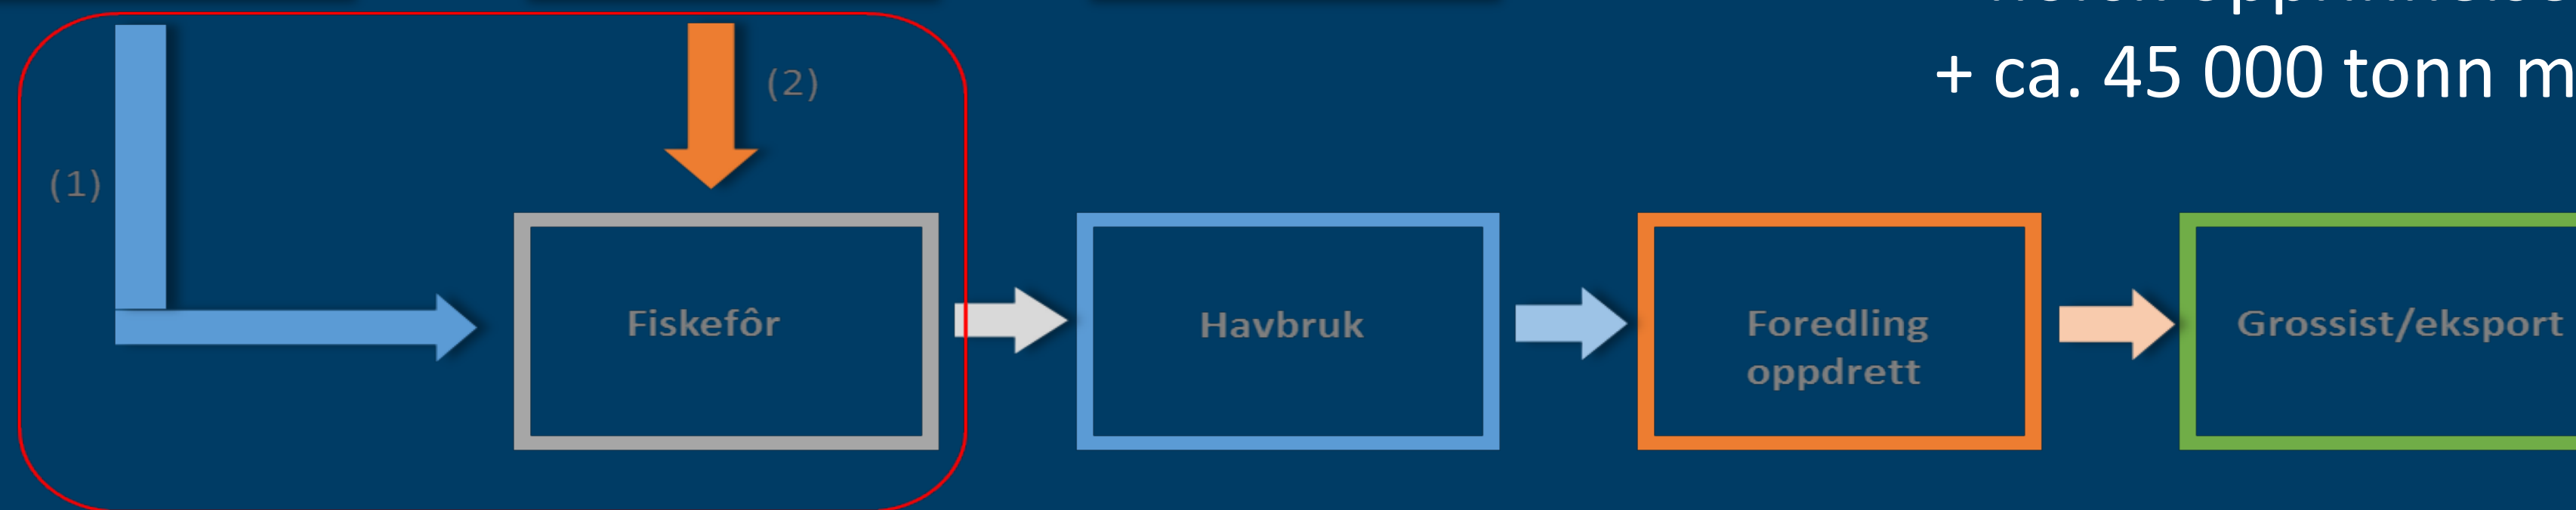 + ca. 45 000 tonn
(2)
(1)
Fiskefôr
Havbruk
Foredling
oppdrett
Grossist/eksport